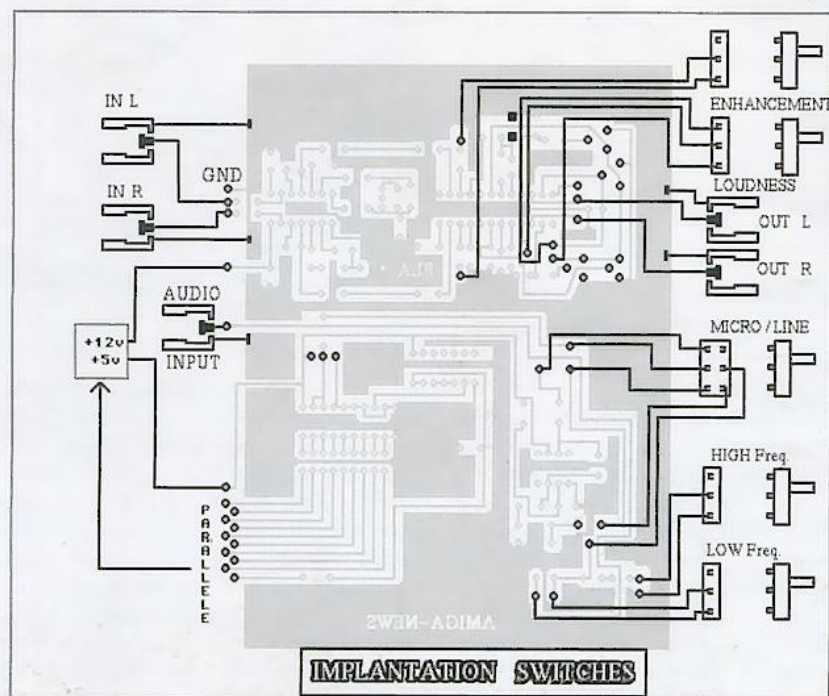 IN L
ENHANCEMENT
GND
IN R
LOUDNESS
OUT L
OUT R
AUDIO
INPUT
+12v
+5v
MICRO / LINE
HIGH Freq.
PARALLELE
LOW Freq.
AMIGA-NEWS
IMPLANTATION SWITCHES